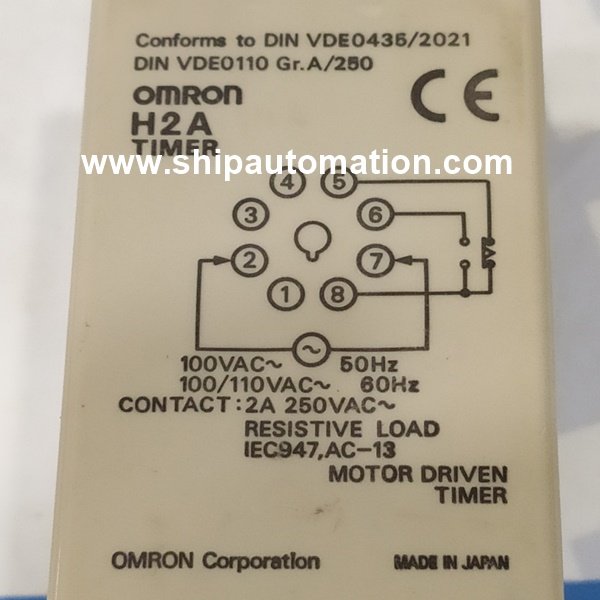 Conforms to DIN VDE0435/2021
DIN VDE0110 Gr.A/250
OMRON
CE
H2A
TIMER
www.shipautomation.com
4 5
3 6
2 7
1 8
100VAC~ 50Hz
100/110VAC~ 60Hz
CONTACT:2A 250VAC~
RESISTIVE LOAD
IEC947,AC-13
MOTOR DRIVEN
TIMER
OMRON Corporation
MADE IN JAPAN